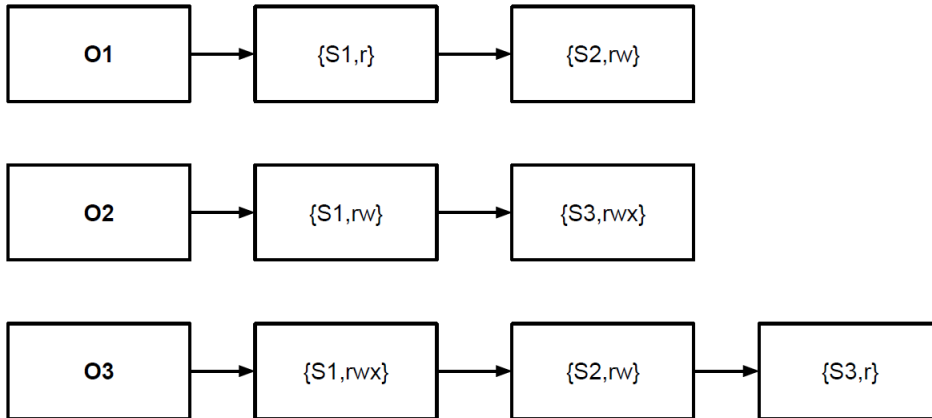 O1 {S1,r} {S2,rw}
O2 {S1,rw} {S3,rwx}
O3 {S1,rwx} {S2,rw} {S3,r}